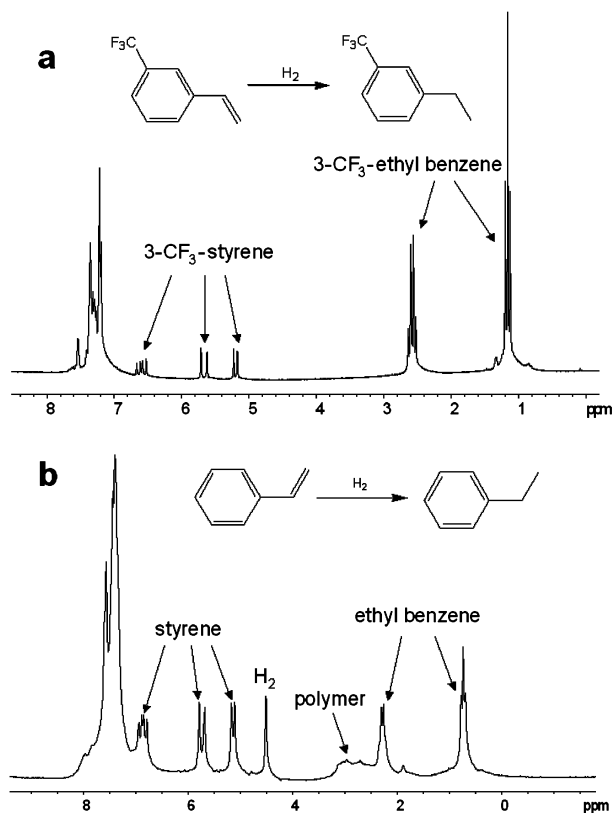 a
F₃C
H₂
F₃C
3-CF₃-ethyl benzene
3-CF₃-styrene
8 7 6 5 4 3 2 1 ppm
b
H₂
styrene
ethyl benzene
H₂
polymer
8 6 4 2 0 ppm